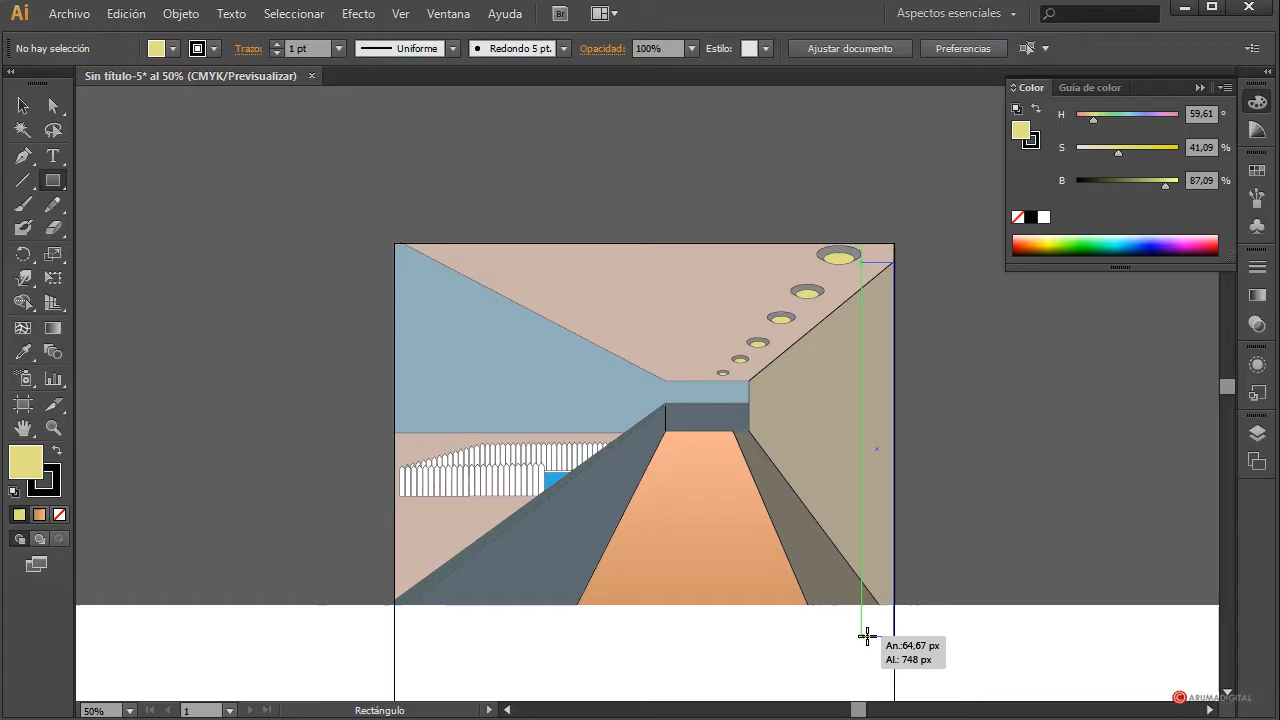 Ai Archivo Edición Objeto Texto Seleccionar Efecto Ver Ventana Ayuda Br Aspectos esenciales
No hay selección Trazo: 1 pt Uniforme Redondo 5 pt. Opacidad: 100% Estilo: Ajustar documento Preferencias
Sin título-5* al 50% (CMYK/Previsualizar)
Color Guía de color
H 59,61 °
S 41,09 %
B 87,09 %
An.:64,67 px
Al.: 748 px
ARUMADIGITAL
50% 1 Rectángulo